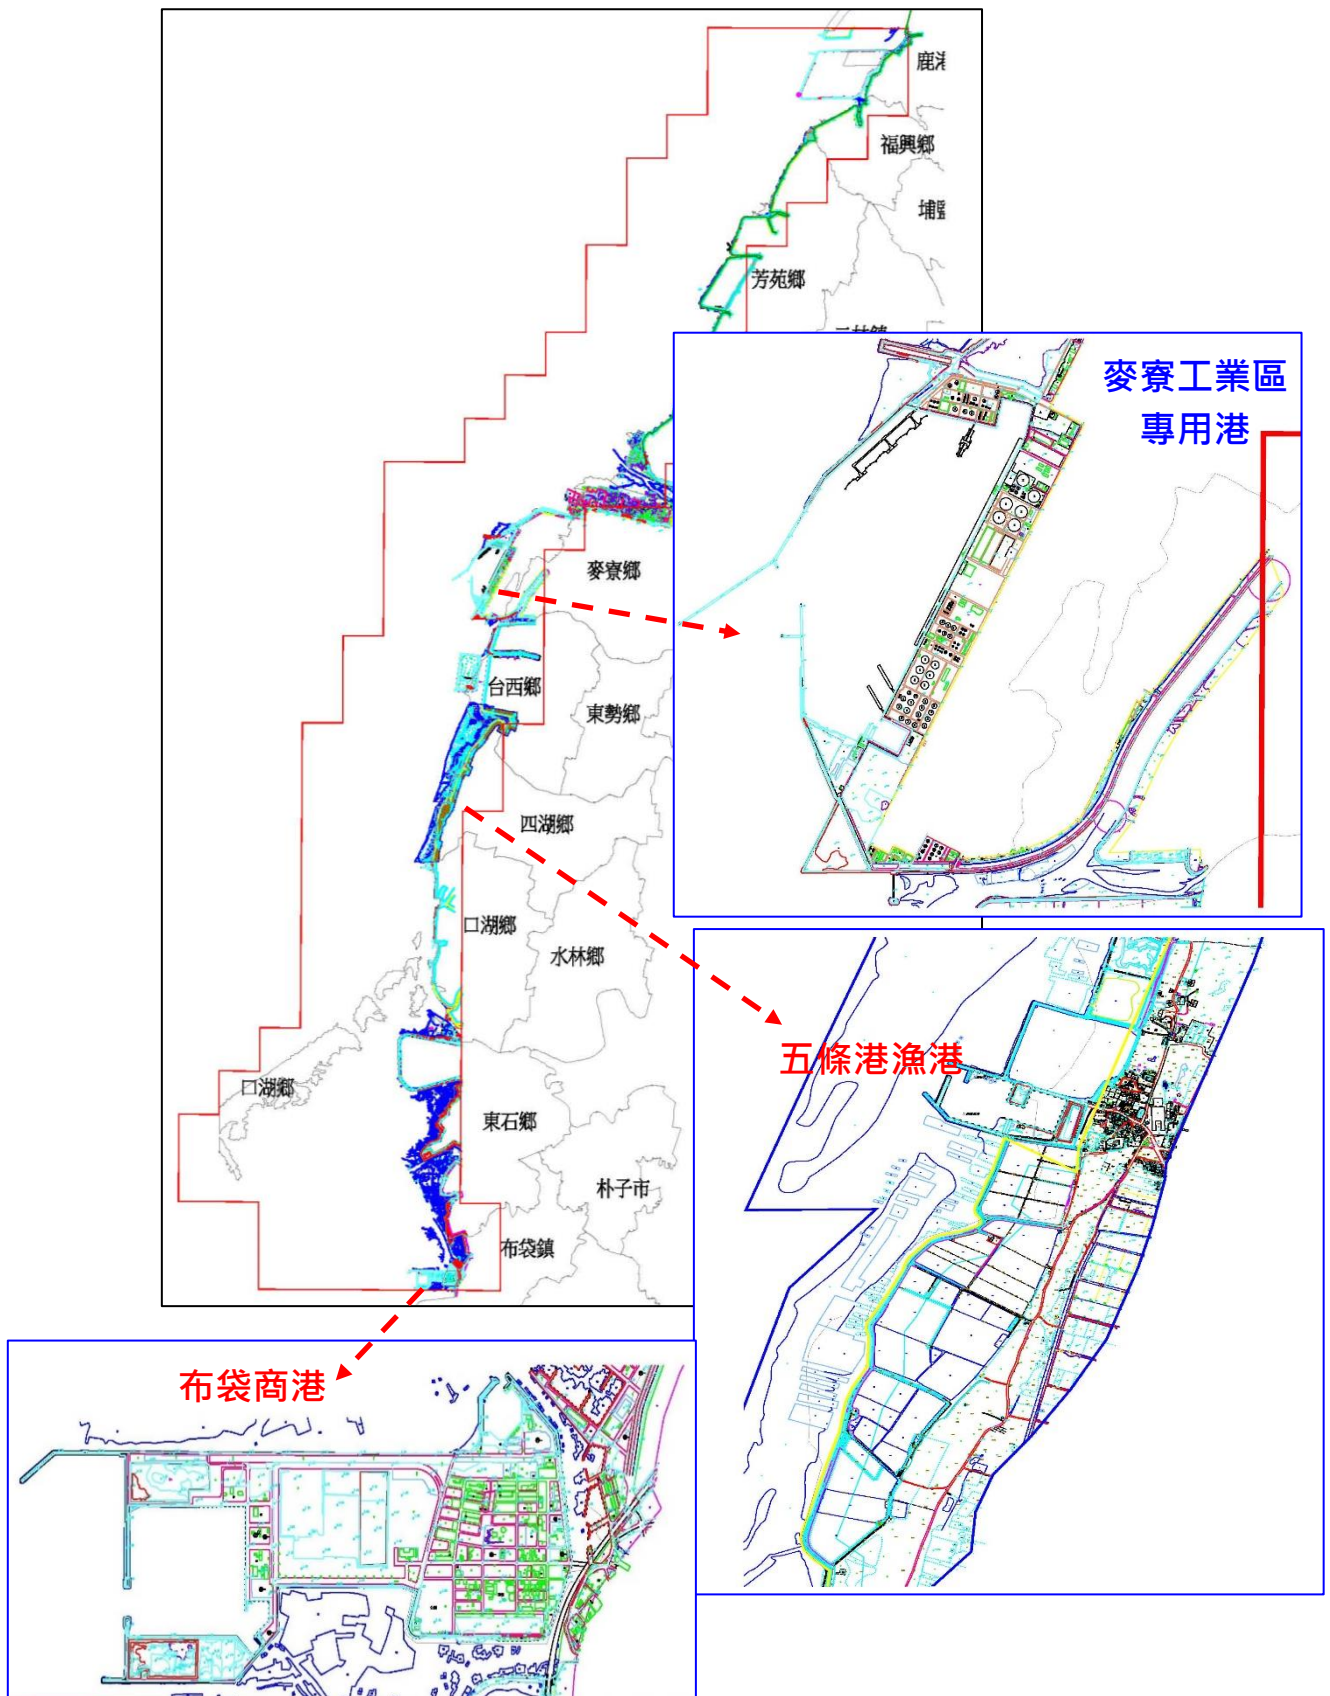 鹿港
福興鄉
埔鹽
芳苑鄉
麥寮工業區
專用港
麥寮鄉
台西鄉
東勢鄉
四湖鄉
口湖鄉
水林鄉
五條港漁港
口湖鄉
東石鄉
朴子市
布袋鎮
布袋商港